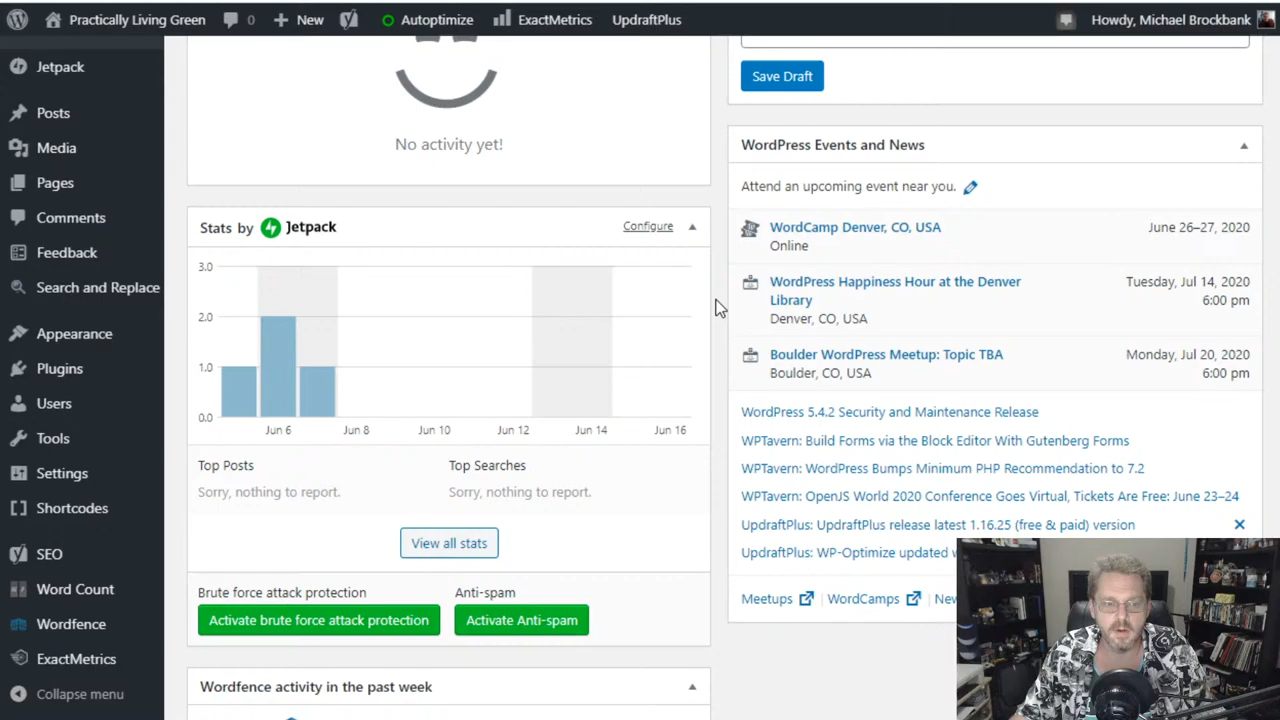 Practically Living Green 0 New Autoptimize ExactMetrics UpdraftPlus Howdy, Michael Brockbank
Jetpack
Posts
Media
Pages
Comments
Feedback
Search and Replace
Appearance
Plugins
Users
Tools
Settings
Shortcodes
SEO
Word Count
Wordfence
ExactMetrics
Collapse menu
No activity yet!
Stats by Jetpack Configure
3.0
2.0
1.0
0.0
Jun 6 Jun 8 Jun 10 Jun 12 Jun 14 Jun 16
Top Posts Top Searches
Sorry, nothing to report. Sorry, nothing to report.
View all stats
Brute force attack protection Anti-spam
Activate brute force attack protection Activate Anti-spam
Wordfence activity in the past week
Save Draft
WordPress Events and News
Attend an upcoming event near you.
WordCamp Denver, CO, USA June 26–27, 2020
Online
WordPress Happiness Hour at the Denver Tuesday, Jul 14, 2020
Library 6:00 pm
Denver, CO, USA
Boulder WordPress Meetup: Topic TBA Monday, Jul 20, 2020
Boulder, CO, USA 6:00 pm
WordPress 5.4.2 Security and Maintenance Release
WPTavern: Build Forms via the Block Editor With Gutenberg Forms
WPTavern: WordPress Bumps Minimum PHP Recommendation to 7.2
WPTavern: OpenJS World 2020 Conference Goes Virtual, Tickets Are Free: June 23–24
UpdraftPlus: UpdraftPlus release latest 1.16.25 (free & paid) version
UpdraftPlus: WP-Optimize updated
Meetups | WordCamps |